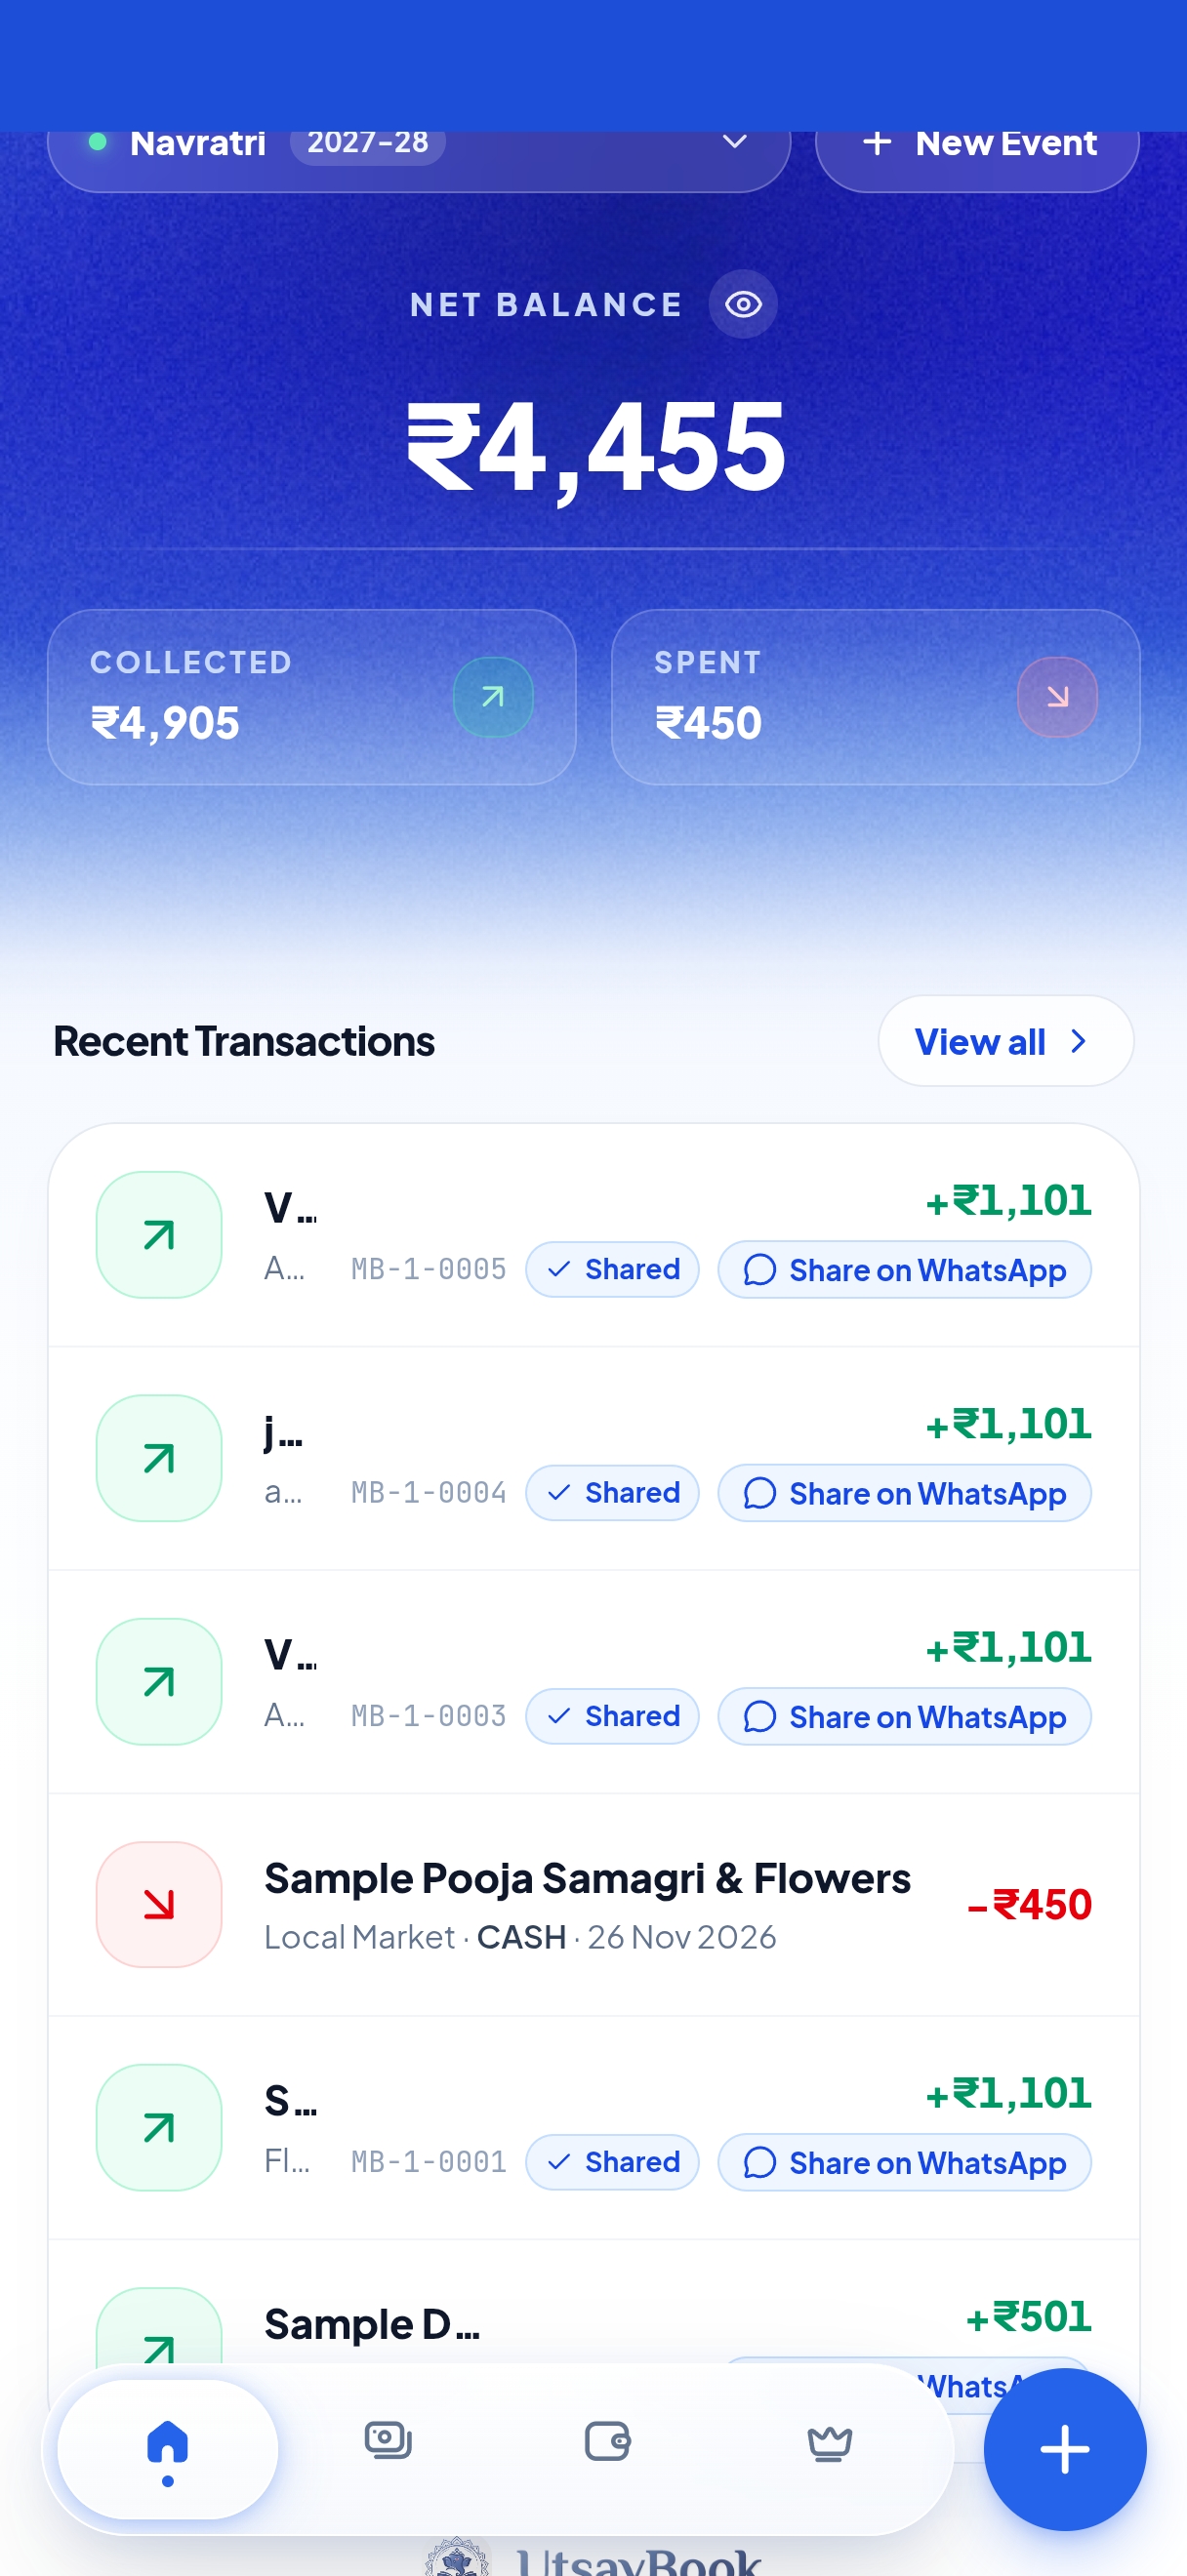 Navratri 2027-28 New Event
NET BALANCE
₹4,455
COLLECTED
₹4,905
SPENT
₹450
Recent Transactions View all
V... +₹1,101
A... MB-1-0005 Shared Share on WhatsApp
j... +₹1,101
a... MB-1-0004 Shared Share on WhatsApp
V... +₹1,101
A... MB-1-0003 Shared Share on WhatsApp
Sample Pooja Samagri & Flowers -₹450
Local Market · CASH · 26 Nov 2026
S... +₹1,101
Fl... MB-1-0001 Shared Share on WhatsApp
Sample D... +₹501
UtsavBook